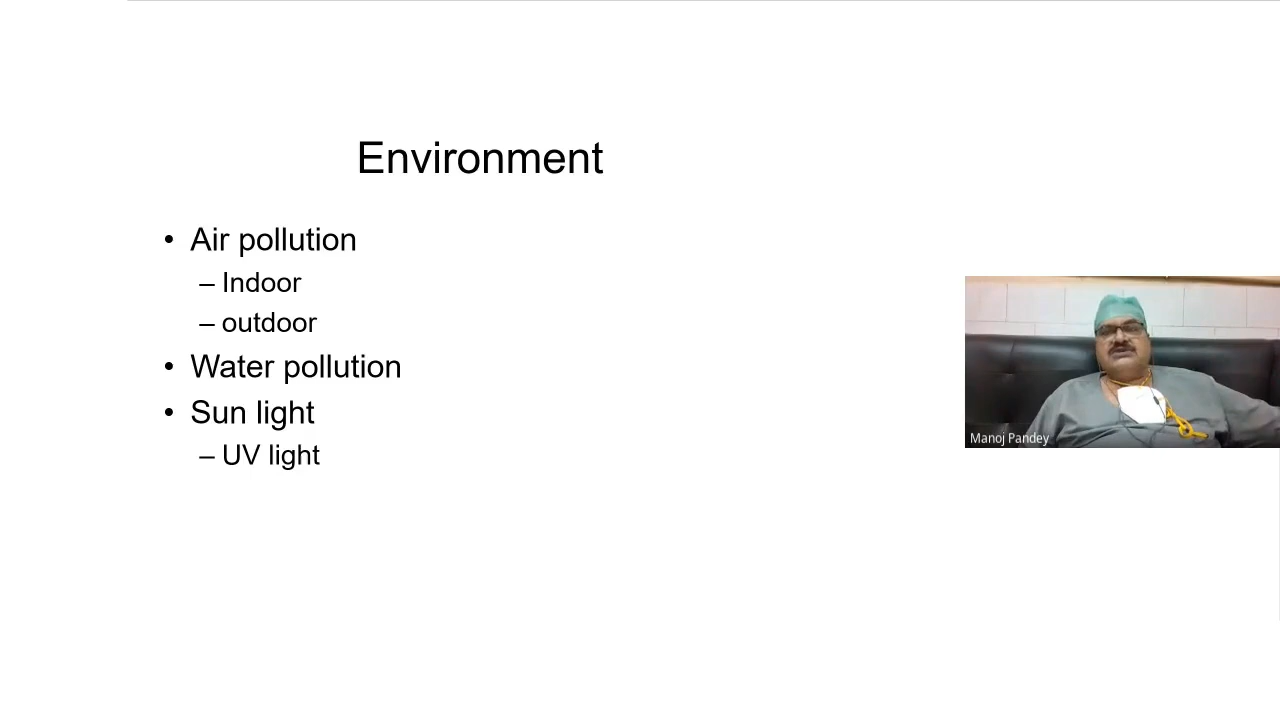 Environment
• Air pollution
– Indoor
– outdoor
• Water pollution
• Sun light
– UV light
Manoj Pandey